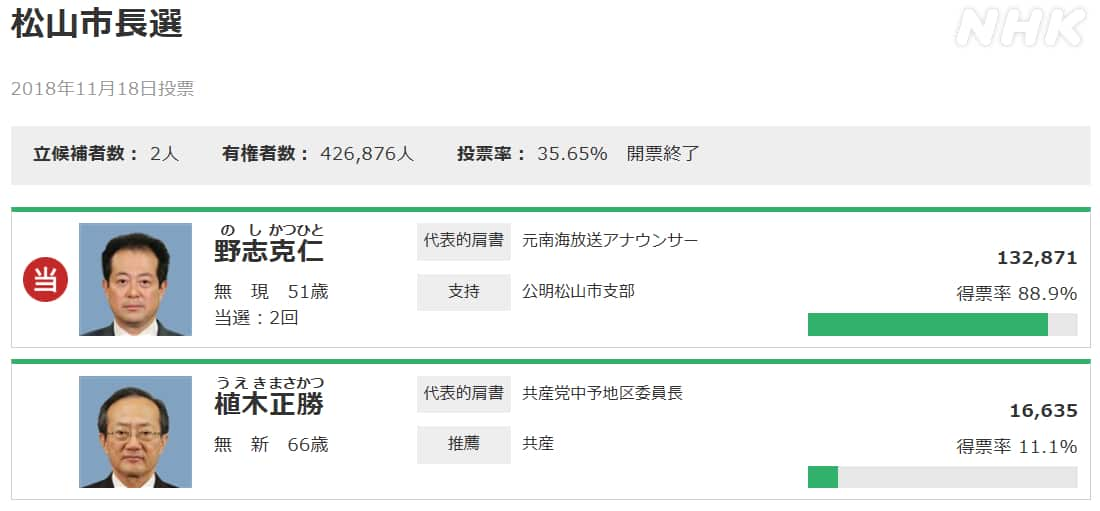 松山市長選
NHK
2018年11月18日投票
立候補者数： 2人 有権者数： 426,876人 投票率： 35.65% 開票終了
当
の し かつひと
野志克仁
無 現 51歳
当選：2回
代表的肩書 元南海放送アナウンサー
支持 公明松山市支部
132,871
得票率 88.9%
うえき まさかつ
植木正勝
無 新 66歳
代表的肩書 共産党中予地区委員長
推薦 共産
16,635
得票率 11.1%